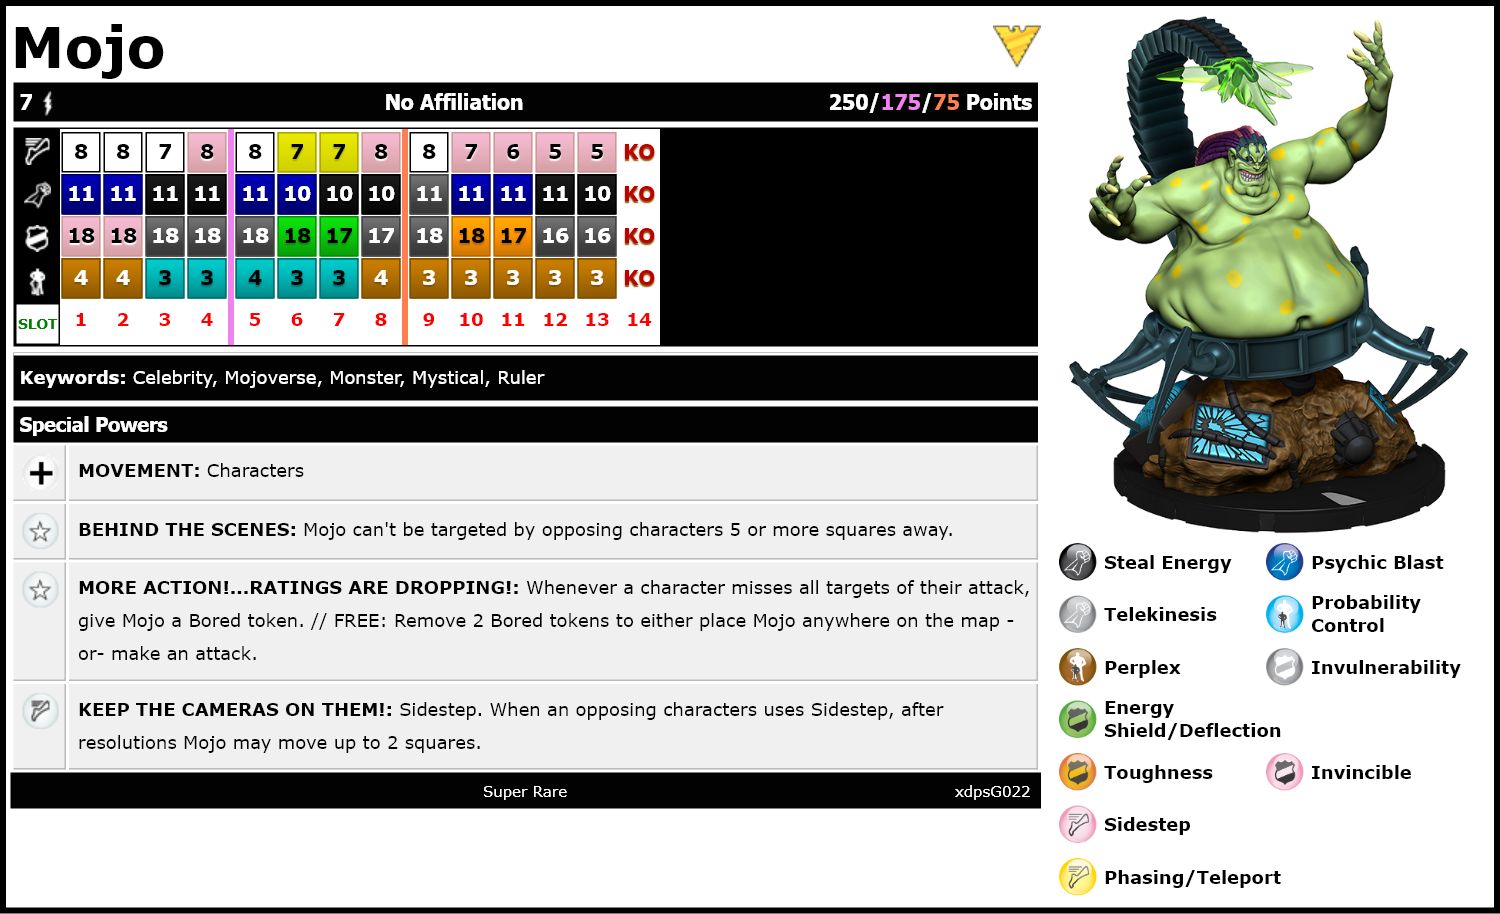 Mojo
7 No Affiliation 250/175/75 Points
8 8 7 8 8 7 7 8 8 7 6 5 5 KO
11 11 11 11 11 10 10 10 11 11 11 11 10 KO
18 18 18 18 18 18 17 17 18 18 17 16 16 KO
4 4 3 3 4 3 3 4 3 3 3 3 3 KO
SLOT 1 2 3 4 5 6 7 8 9 10 11 12 13 14
Keywords: Celebrity, Mojoverse, Monster, Mystical, Ruler
Special Powers
MOVEMENT: Characters
BEHIND THE SCENES: Mojo can't be targeted by opposing characters 5 or more squares away.
MORE ACTION!...RATINGS ARE DROPPING!: Whenever a character misses all targets of their attack,
give Mojo a Bored token. // FREE: Remove 2 Bored tokens to either place Mojo anywhere on the map -
or- make an attack.
KEEP THE CAMERAS ON THEM!: Sidestep. When an opposing characters uses Sidestep, after
resolutions Mojo may move up to 2 squares.
Super Rare xdpsG022
Steal Energy Psychic Blast
Telekinesis Probability
Control
Perplex Invulnerability
Energy
Shield/Deflection
Toughness Invincible
Sidestep
Phasing/Teleport